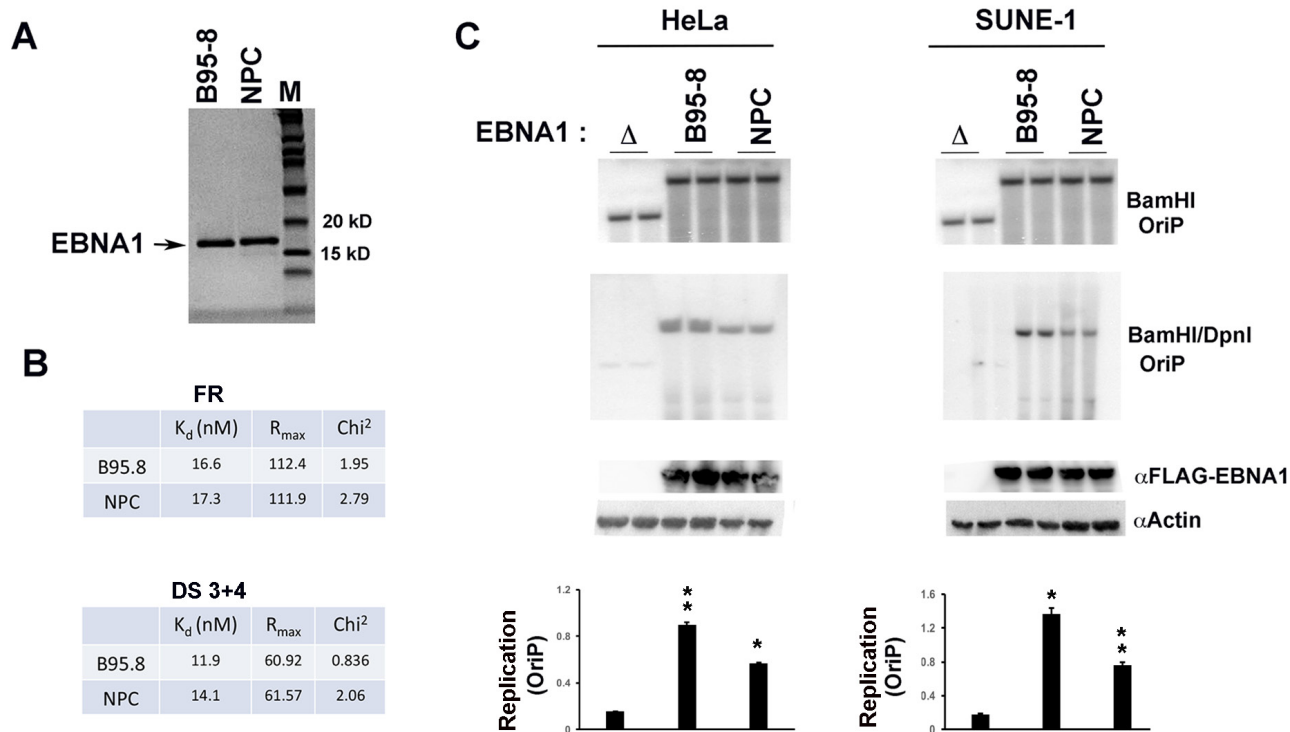 A
B95-8
NPC
M
EBNA1
20 kD
15 kD
B
FR
Kd (nM) Rmax Chi2
B95.8 16.6 112.4 1.95
NPC 17.3 111.9 2.79
DS 3+4
Kd (nM) Rmax Chi2
B95.8 11.9 60.92 0.836
NPC 14.1 61.57 2.06
C
HeLa
SUNE-1
EBNA1 :
Δ
B95-8
NPC
Δ
B95-8
NPC
BamHI
OriP
BamHI/DpnI
OriP
αFLAG-EBNA1
αActin
Replication
(OriP)
1.2
0.8
0.4
0
*
*
*
Replication
(OriP)
1.6
1.2
0.8
0.4
0
*
*
*